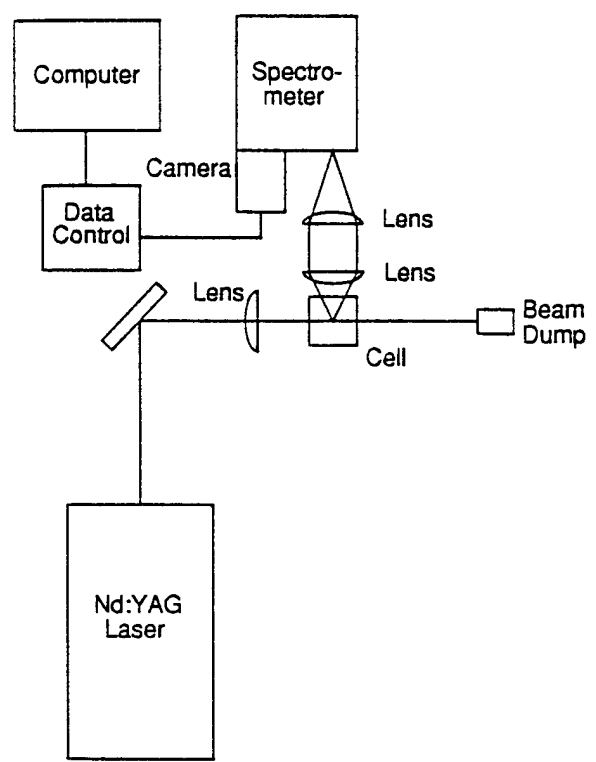 Computer
Spectro-
meter
Camera
Data
Control
Lens
Lens
Lens
Cell
Beam
Dump
Nd:YAG
Laser